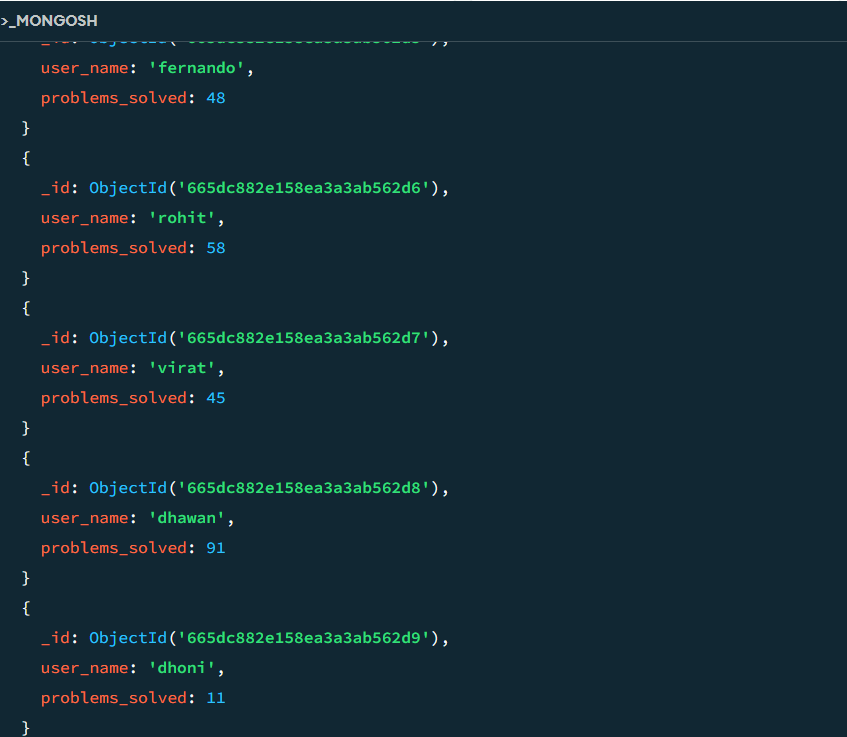 >_MONGOSH
user_name: 'fernando',
problems_solved: 48
}
{
_id: ObjectId('665dc882e158ea3a3ab562d6'),
user_name: 'rohit',
problems_solved: 58
}
{
_id: ObjectId('665dc882e158ea3a3ab562d7'),
user_name: 'virat',
problems_solved: 45
}
{
_id: ObjectId('665dc882e158ea3a3ab562d8'),
user_name: 'dhawan',
problems_solved: 91
}
{
_id: ObjectId('665dc882e158ea3a3ab562d9'),
user_name: 'dhoni',
problems_solved: 11
}